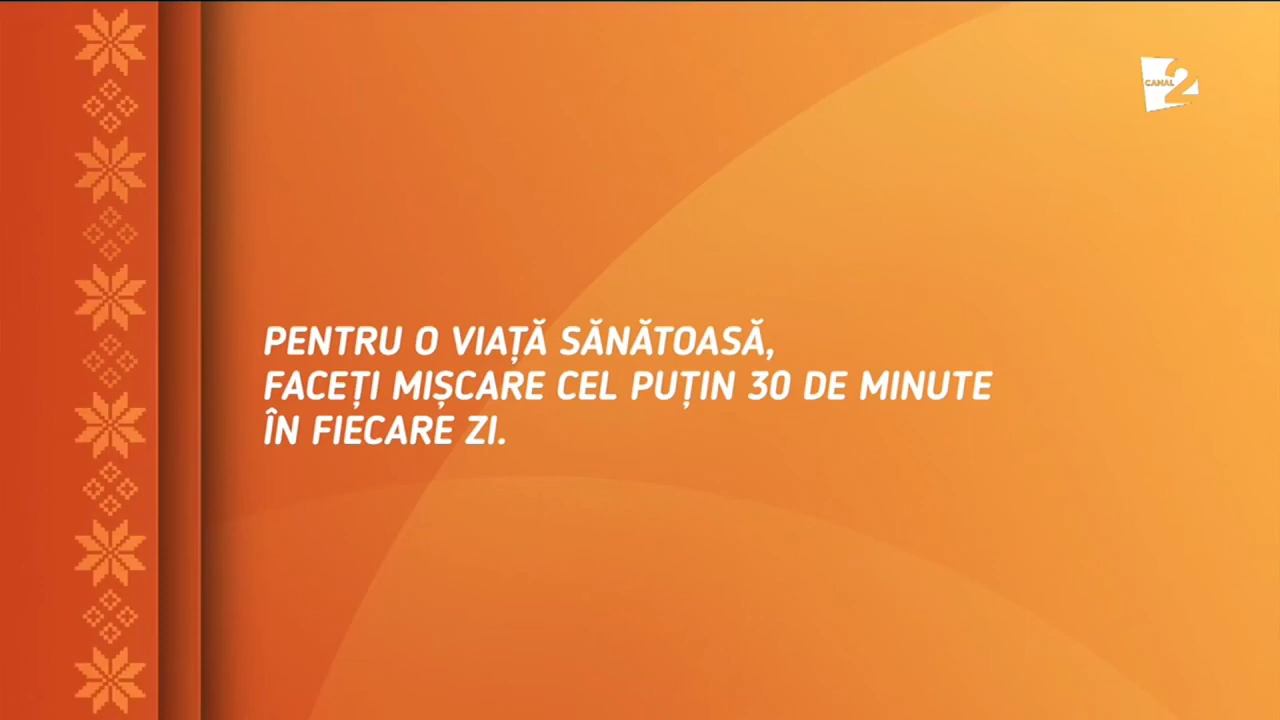 CANAL 2
PENTRU O VIAȚĂ SĂNĂTOASĂ,
FACEȚI MIȘCARE CEL PUȚIN 30 DE MINUTE
ÎN FIECARE ZI.